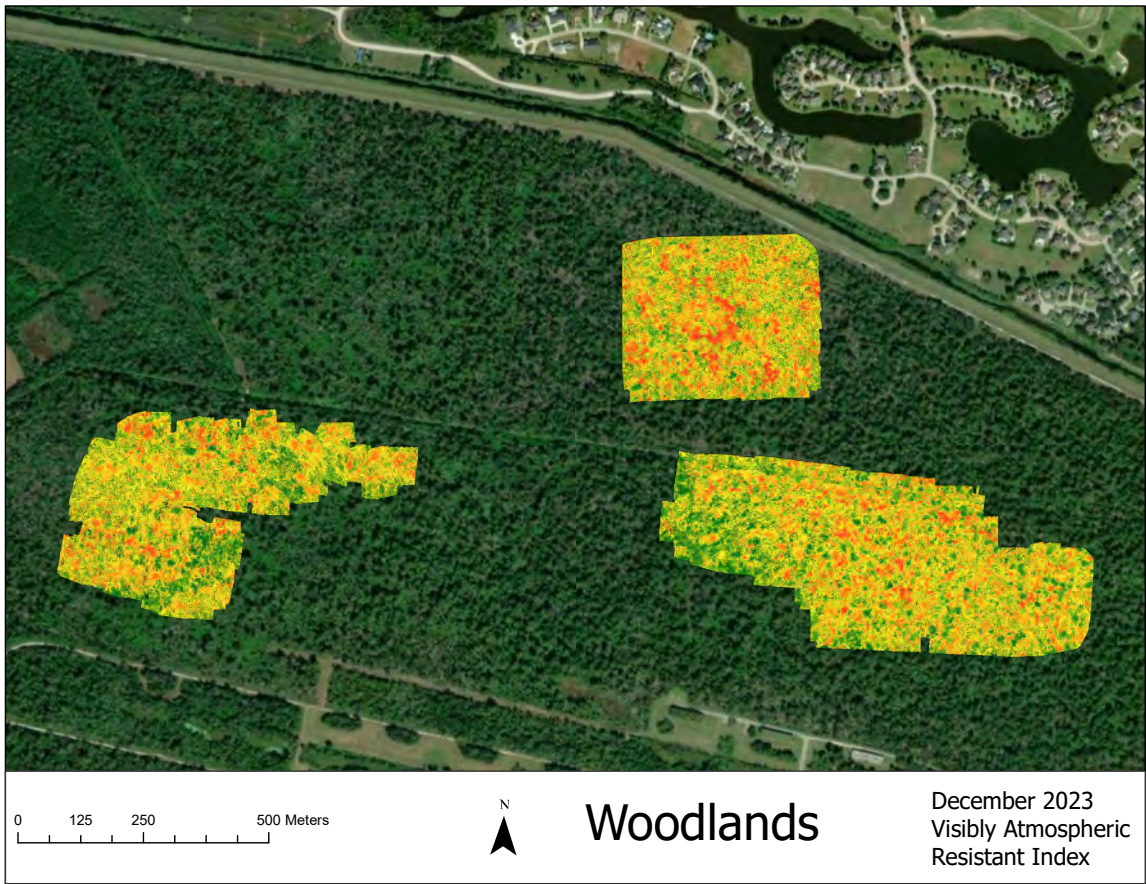 0 125 250 500 Meters
N
Woodlands
December 2023
Visibly Atmospheric
Resistant Index